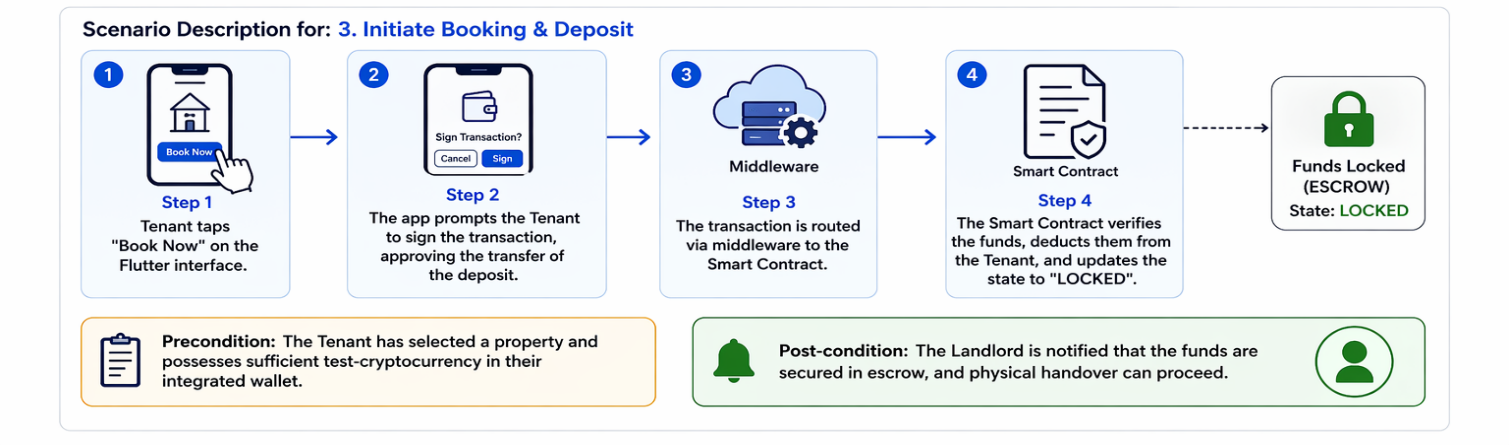 Scenario Description for: 3. Initiate Booking & Deposit
1
Book Now
Step 1
Tenant taps
"Book Now" on the
Flutter interface.
2
Sign Transaction?
Cancel Sign
Step 2
The app prompts the Tenant
to sign the transaction,
approving the transfer of
the deposit.
3
Middleware
Step 3
The transaction is routed
via middleware to the
Smart Contract.
4
Smart Contract
Step 4
The Smart Contract verifies
the funds, deducts them from
the Tenant, and updates the
state to "LOCKED".
Funds Locked
(ESCROW)
State: LOCKED
Precondition: The Tenant has selected a property and
possesses sufficient test-cryptocurrency in their
integrated wallet.
Post-condition: The Landlord is notified that the funds are
secured in escrow, and physical handover can proceed.